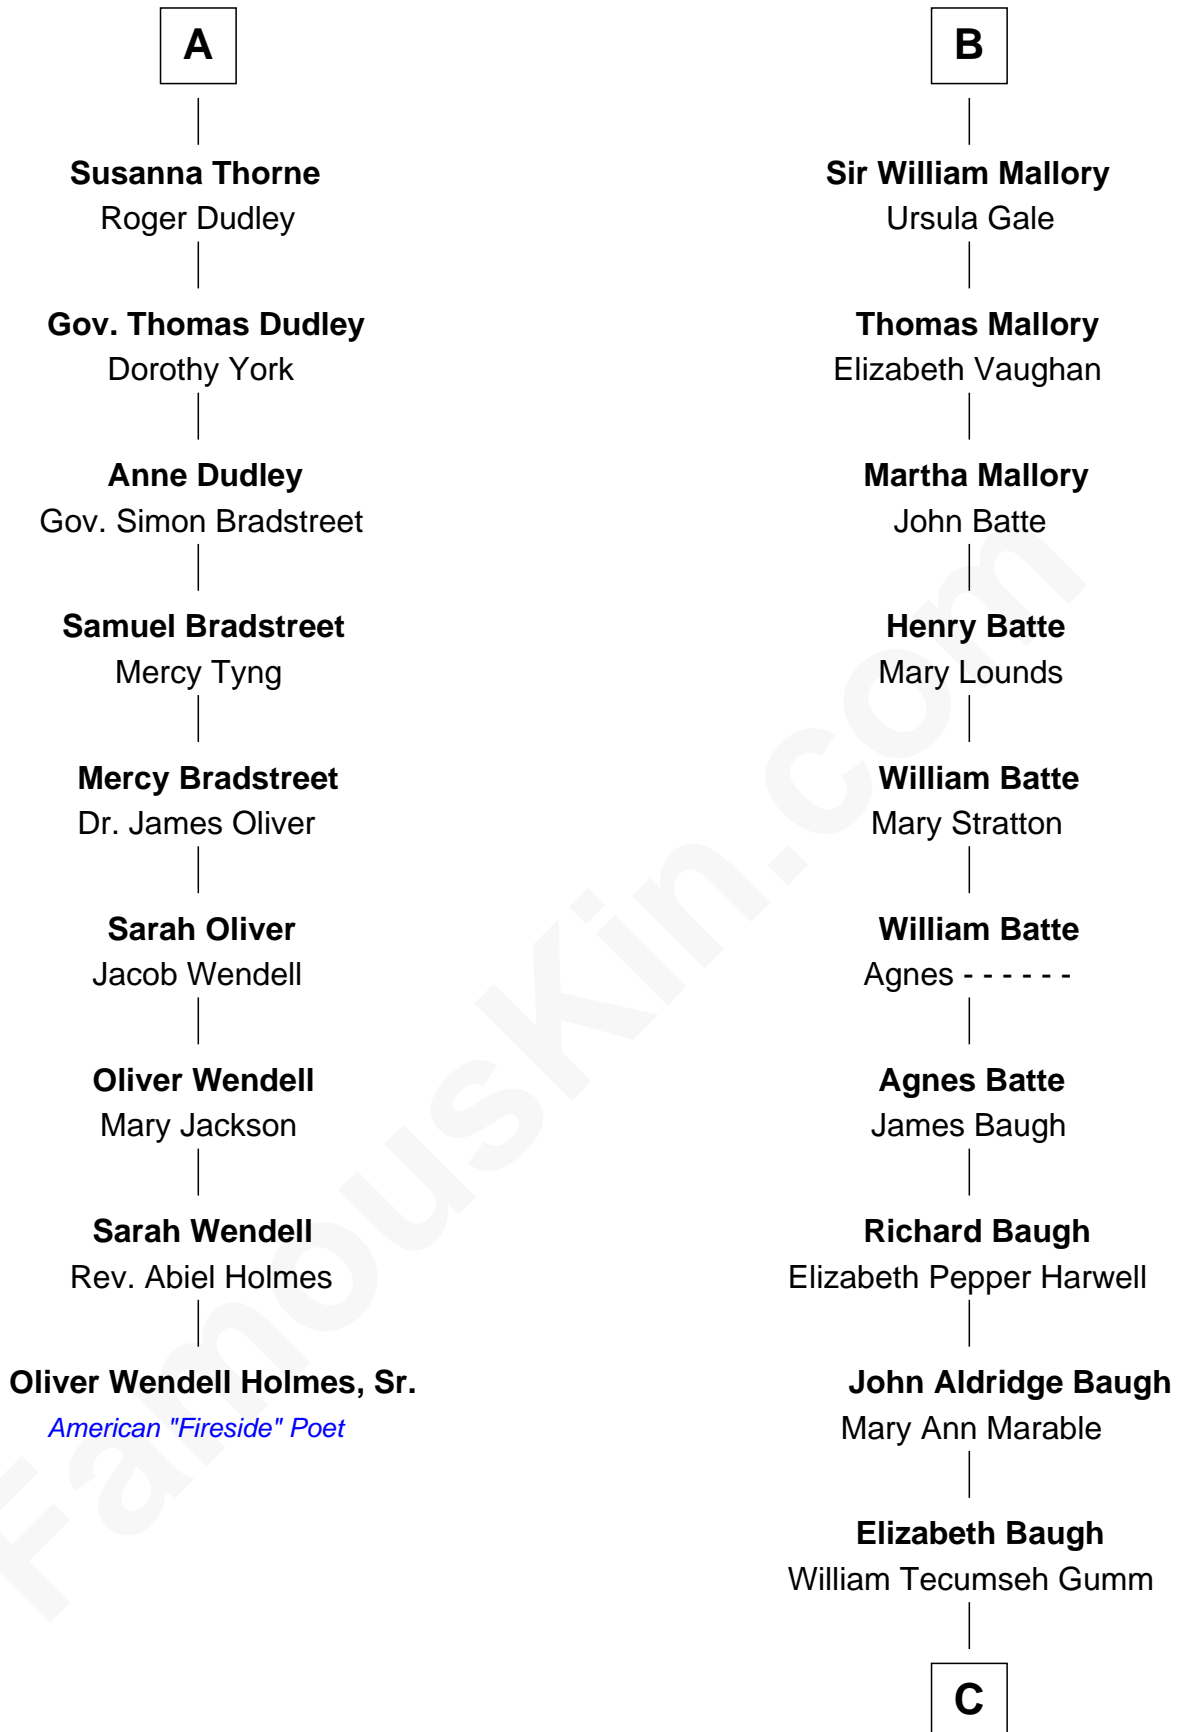 A
Susanna Thorne
Roger Dudley
Gov. Thomas Dudley
Dorothy York
Anne Dudley
Gov. Simon Bradstreet
Samuel Bradstreet
Mercy Tyng
Mercy Bradstreet
Dr. James Oliver
Sarah Oliver
Jacob Wendell
Oliver Wendell
Mary Jackson
Sarah Wendell
Rev. Abiel Holmes
Oliver Wendell Holmes, Sr.
American "Fireside" Poet
B
Sir William Mallory
Ursula Gale
Thomas Mallory
Elizabeth Vaughan
Martha Mallory
John Batte
Henry Batte
Mary Lounds
William Batte
Mary Stratton
William Batte
Agnes - - - - - -
Agnes Batte
James Baugh
Richard Baugh
Elizabeth Pepper Harwell
John Aldridge Baugh
Mary Ann Marable
Elizabeth Baugh
William Tecumseh Gumm
C
FamousKin.com